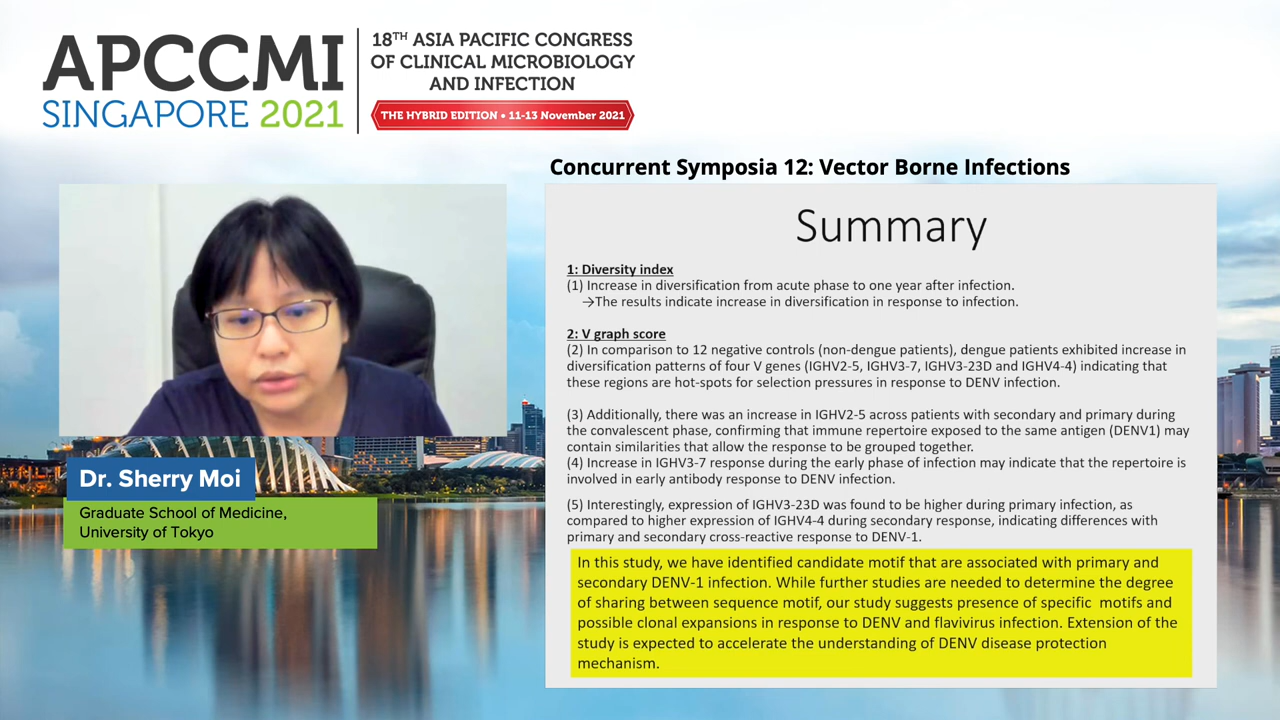 APCCMI
SINGAPORE 2021
18TH ASIA PACIFIC CONGRESS
OF CLINICAL MICROBIOLOGY
AND INFECTION
THE HYBRID EDITION • 11-13 November 2021
Concurrent Symposia 12: Vector Borne Infections
Summary
1: Diversity index
(1) Increase in diversification from acute phase to one year after infection.
→The results indicate increase in diversification in response to infection.
2: V graph score
(2) In comparison to 12 negative controls (non-dengue patients), dengue patients exhibited increase in
diversification patterns of four V genes (IGHV2-5, IGHV3-7, IGHV3-23D and IGHV4-4) indicating that
these regions are hot-spots for selection pressures in response to DENV infection.
(3) Additionally, there was an increase in IGHV2-5 across patients with secondary and primary during
the convalescent phase, confirming that immune repertoire exposed to the same antigen (DENV1) may
contain similarities that allow the response to be grouped together.
(4) Increase in IGHV3-7 response during the early phase of infection may indicate that the repertoire is
involved in early antibody response to DENV infection.
(5) Interestingly, expression of IGHV3-23D was found to be higher during primary infection, as
compared to higher expression of IGHV4-4 during secondary response, indicating differences with
primary and secondary cross-reactive response to DENV-1.
In this study, we have identified candidate motif that are associated with primary and
secondary DENV-1 infection. While further studies are needed to determine the degree
of sharing between sequence motif, our study suggests presence of specific motifs and
possible clonal expansions in response to DENV and flavivirus infection. Extension of the
study is expected to accelerate the understanding of DENV disease protection
mechanism.
Dr. Sherry Moi
Graduate School of Medicine,
University of Tokyo